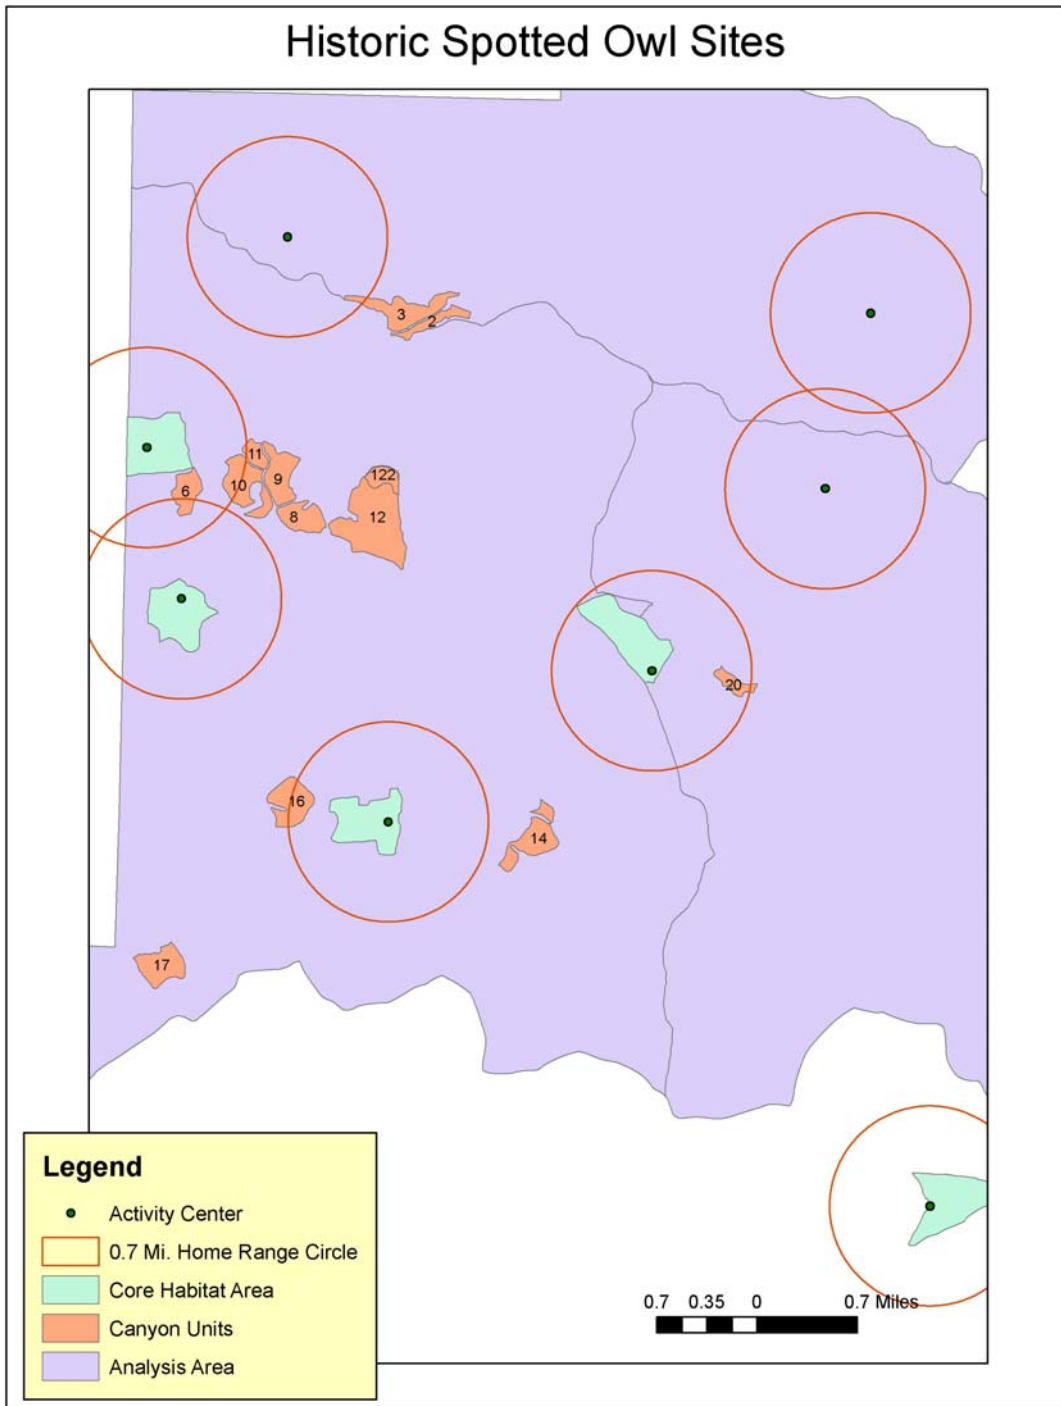 Historic Spotted Owl Sites
3
2
11
9
10
6
8
122
12
20
16
14
17
Legend
Activity Center
0.7 Mi. Home Range Circle
Core Habitat Area
Canyon Units
Analysis Area
0.7 0.35 0 0.7 Miles